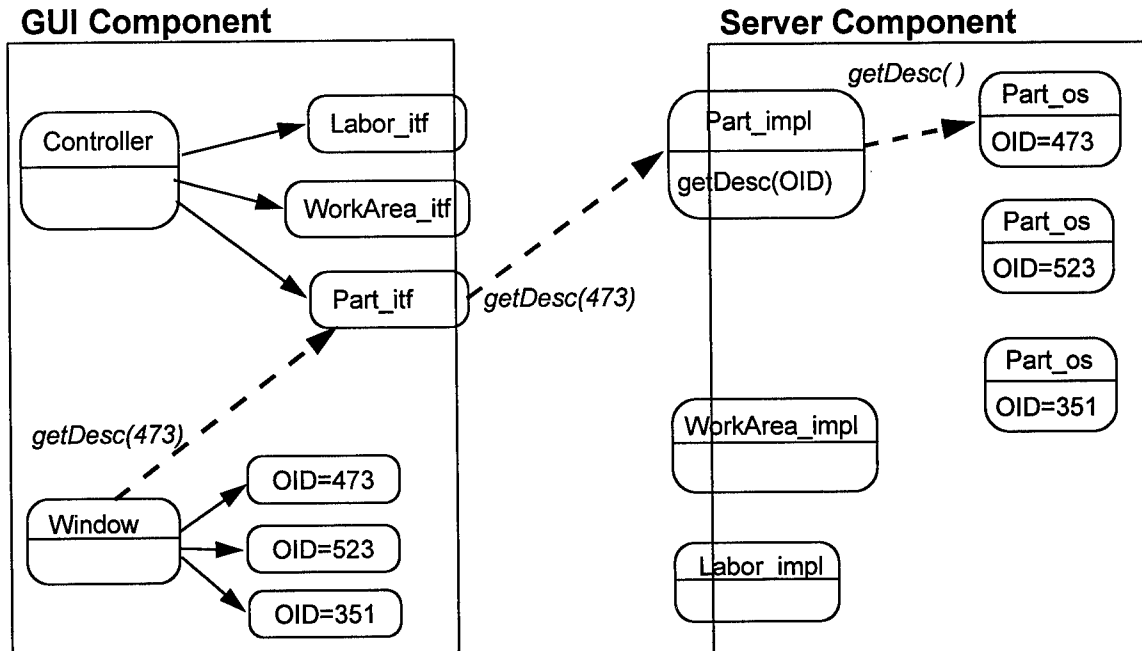 GUI Component
Controller
Labor_itf
WorkArea_itf
Part_itf
getDesc(473)
getDesc(473)
Window
OID=473
OID=523
OID=351
Server Component
getDesc( )
Part_impl
getDesc(OID)
Part_os
OID=473
Part_os
OID=523
Part_os
OID=351
WorkArea_impl
Labor_impl